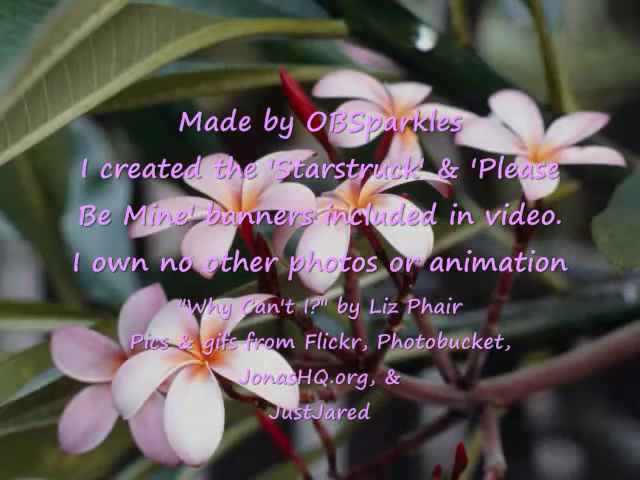 Made by OBSparkles
I created the 'Starstruck' & 'Please
Be Mine' banners included in video.
I own no other photos or animation
"Why Can't I?" by Liz Phair
Pics & gifs from Flickr, Photobucket,
JonasHQ.org, &
JustJared